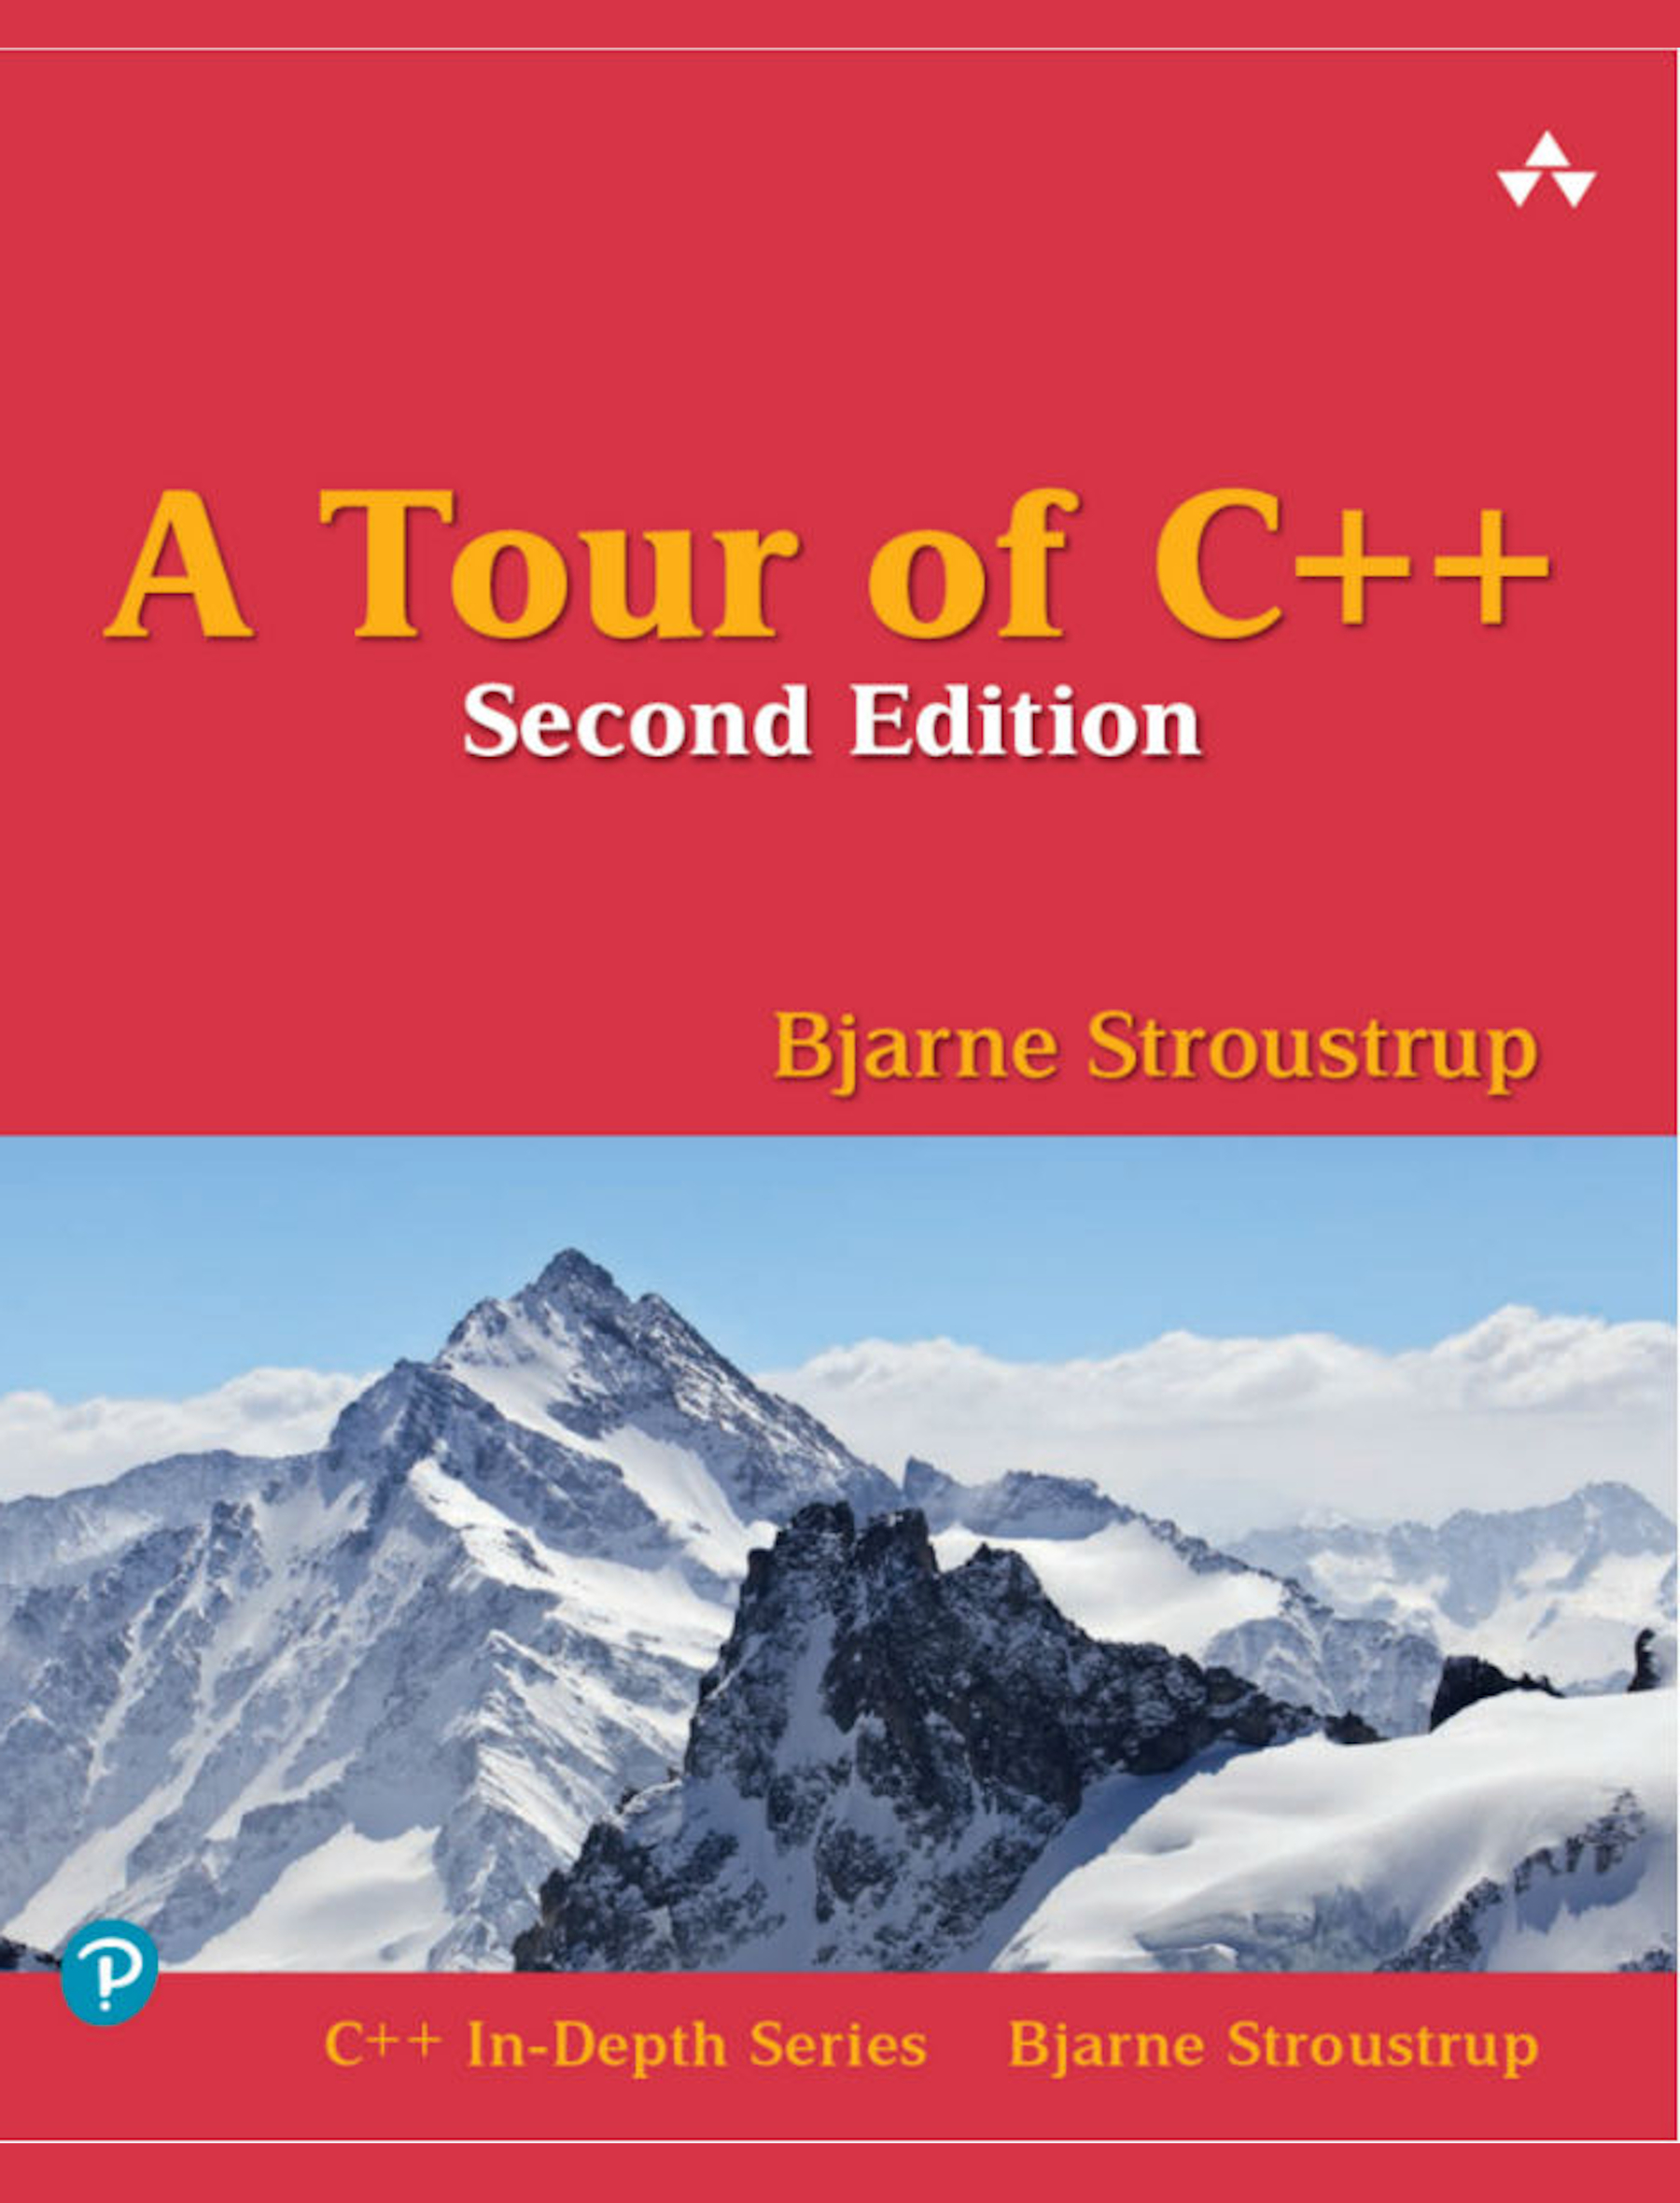 A Tour of C++
Second Edition
Bjarne Stroustrup
C++ In-Depth Series Bjarne Stroustrup